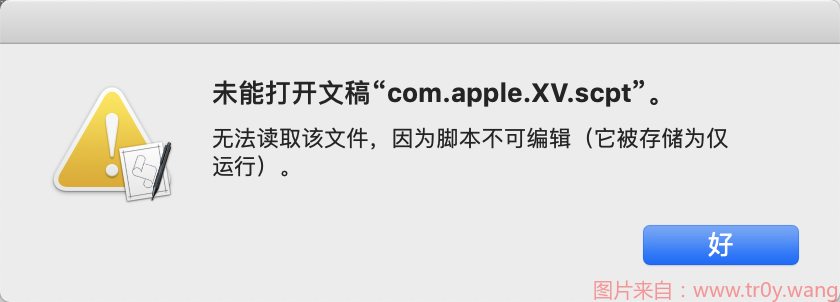 未能打开文稿“com.apple.XV.scpt”。
无法读取该文件，因为脚本不可编辑（它被存储为仅
运行）。
好
图片来自：www.tr0y.wang